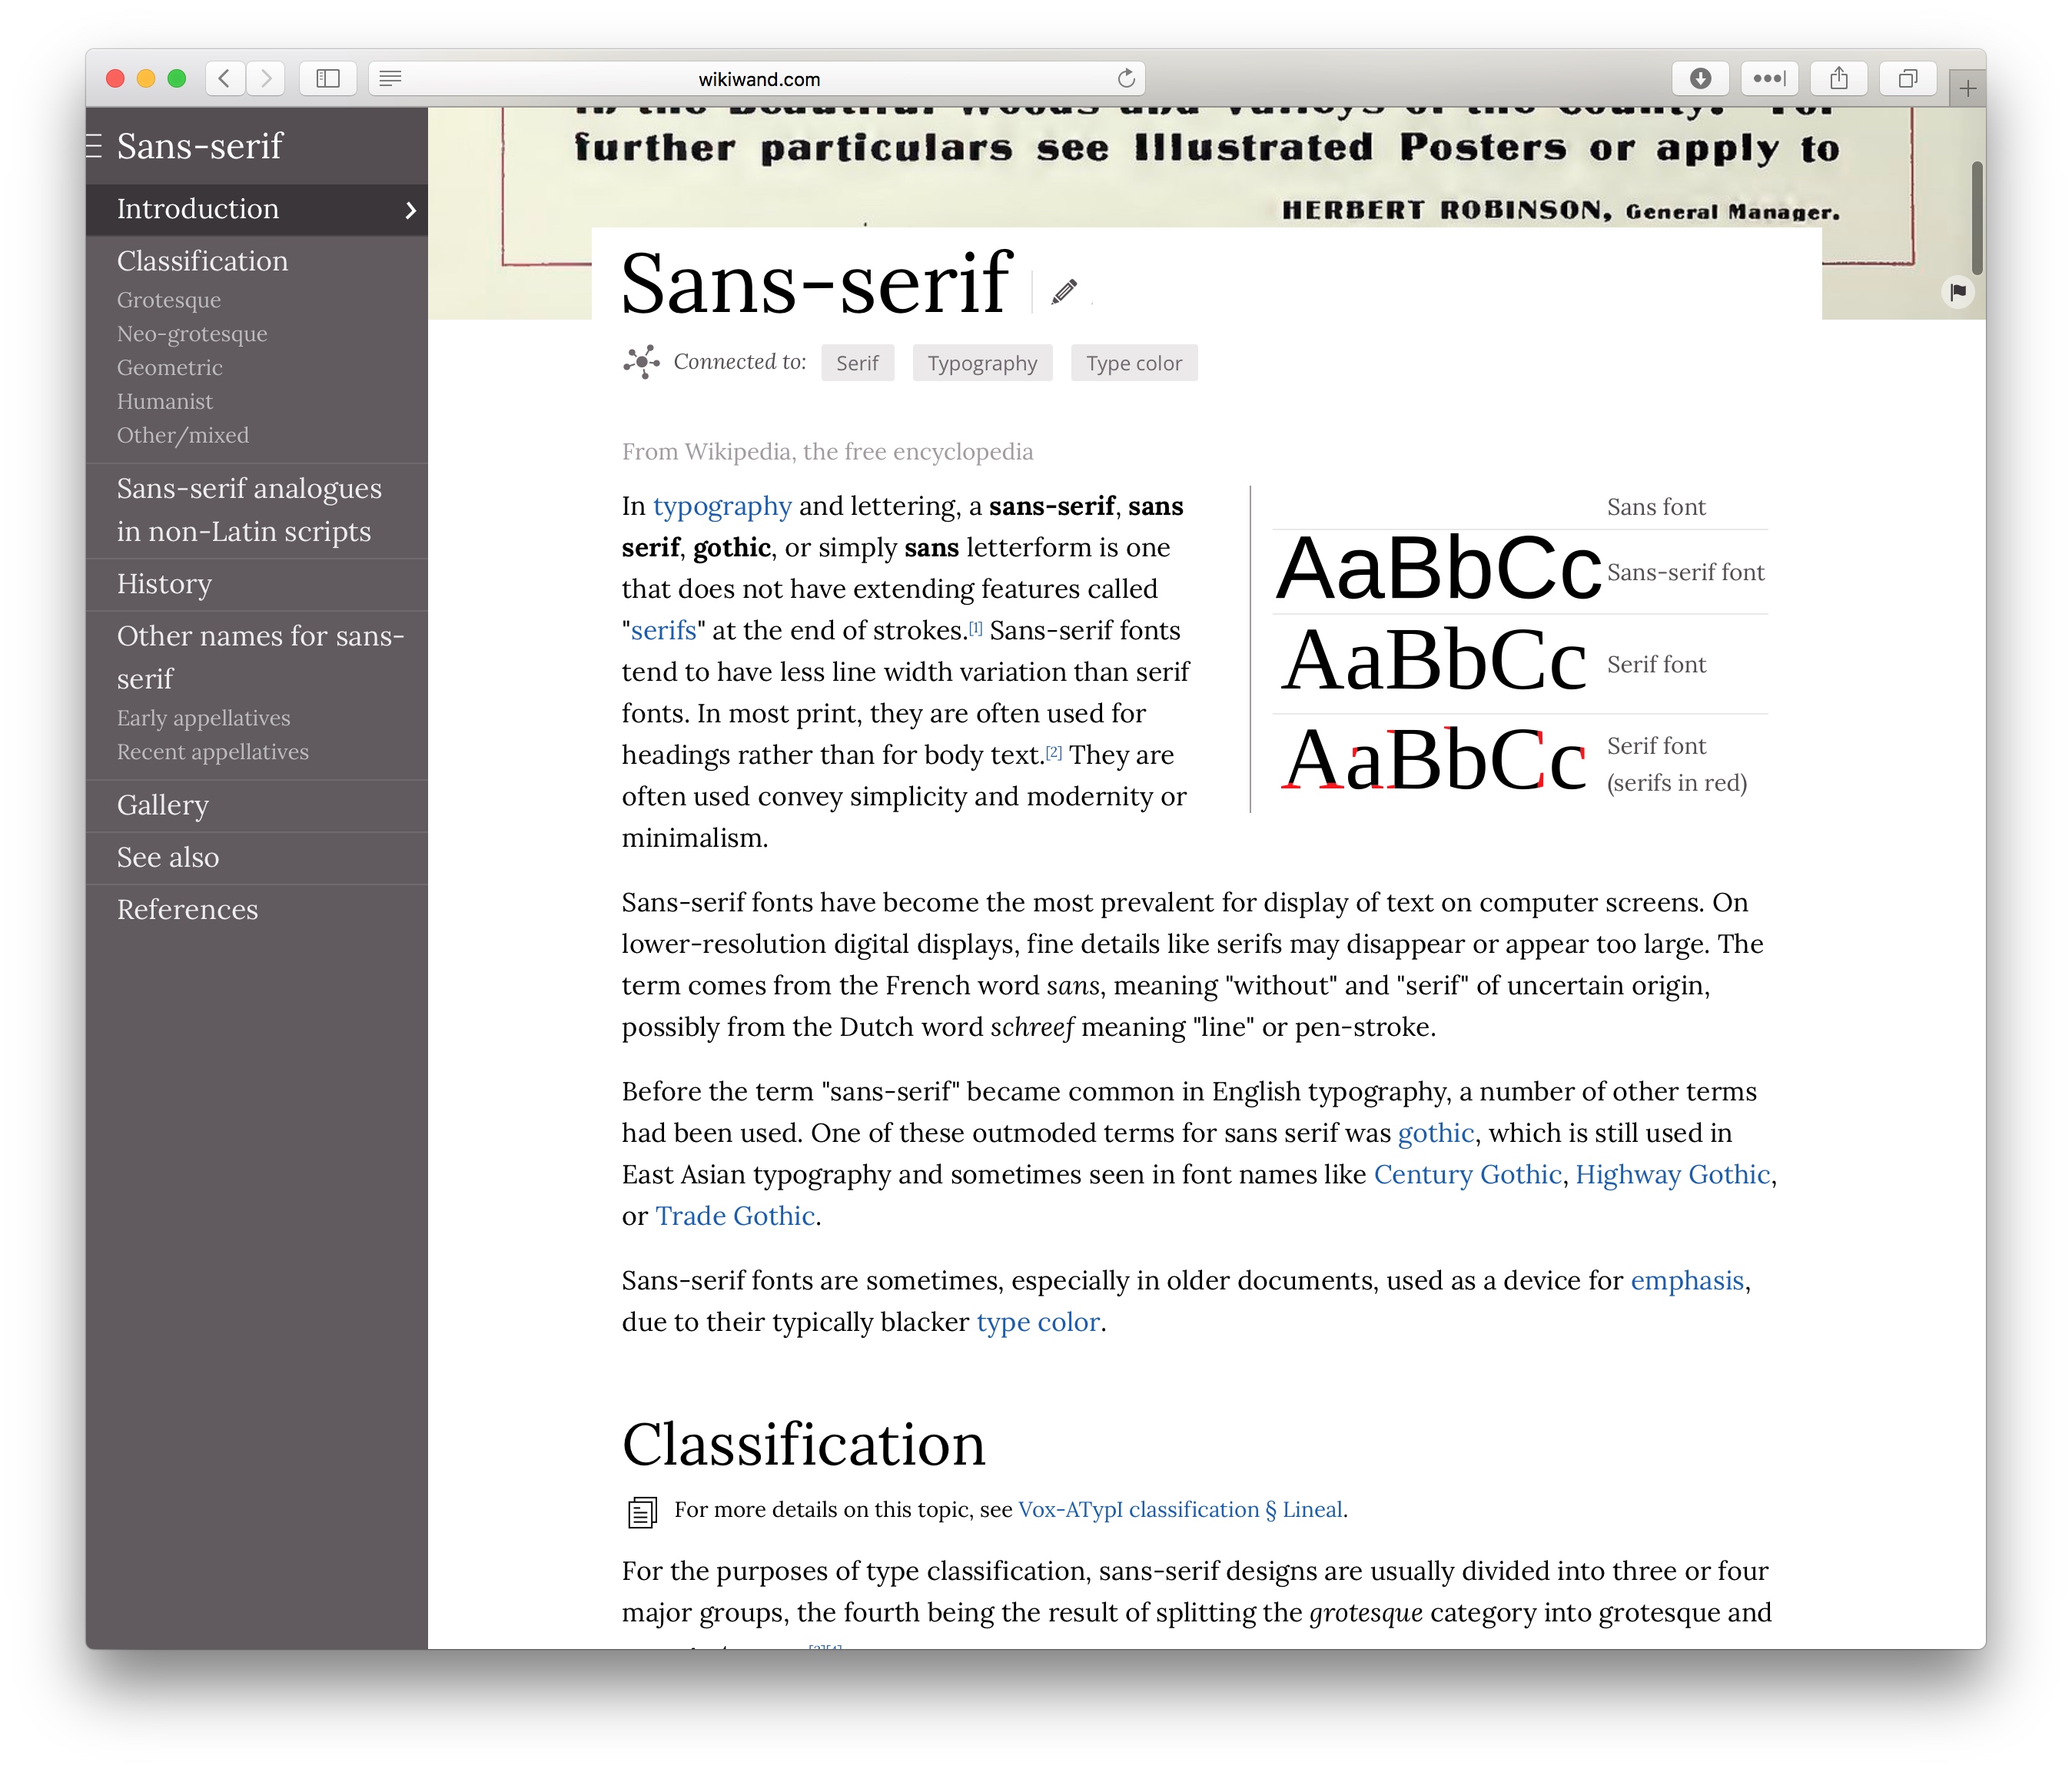 wikiwand.com
Sans-serif
Introduction
Classification
Grotesque
Neo-grotesque
Geometric
Humanist
Other/mixed
Sans-serif analogues
in non-Latin scripts
History
Other names for sans-
serif
Early appellatives
Recent appellatives
Gallery
See also
References
in the Beautiful Woods and Valleys of the County. For
further particulars see Illustrated Posters or apply to
HERBERT ROBINSON, General Manager.
Sans-serif
Connected to: Serif Typography Type color
From Wikipedia, the free encyclopedia
In typography and lettering, a sans-serif, sans
serif, gothic, or simply sans letterform is one
that does not have extending features called
"serifs" at the end of strokes.[1] Sans-serif fonts
tend to have less line width variation than serif
fonts. In most print, they are often used for
headings rather than for body text.[2] They are
often used convey simplicity and modernity or
minimalism.
Sans font
AaBbCc Sans-serif font
AaBbCc Serif font
AaBbCc Serif font
(serifs in red)
Sans-serif fonts have become the most prevalent for display of text on computer screens. On
lower-resolution digital displays, fine details like serifs may disappear or appear too large. The
term comes from the French word sans, meaning "without" and "serif" of uncertain origin,
possibly from the Dutch word schreef meaning "line" or pen-stroke.
Before the term "sans-serif" became common in English typography, a number of other terms
had been used. One of these outmoded terms for sans serif was gothic, which is still used in
East Asian typography and sometimes seen in font names like Century Gothic, Highway Gothic,
or Trade Gothic.
Sans-serif fonts are sometimes, especially in older documents, used as a device for emphasis,
due to their typically blacker type color.
Classification
For more details on this topic, see Vox-ATypI classification § Lineal.
For the purposes of type classification, sans-serif designs are usually divided into three or four
major groups, the fourth being the result of splitting the grotesque category into grotesque and